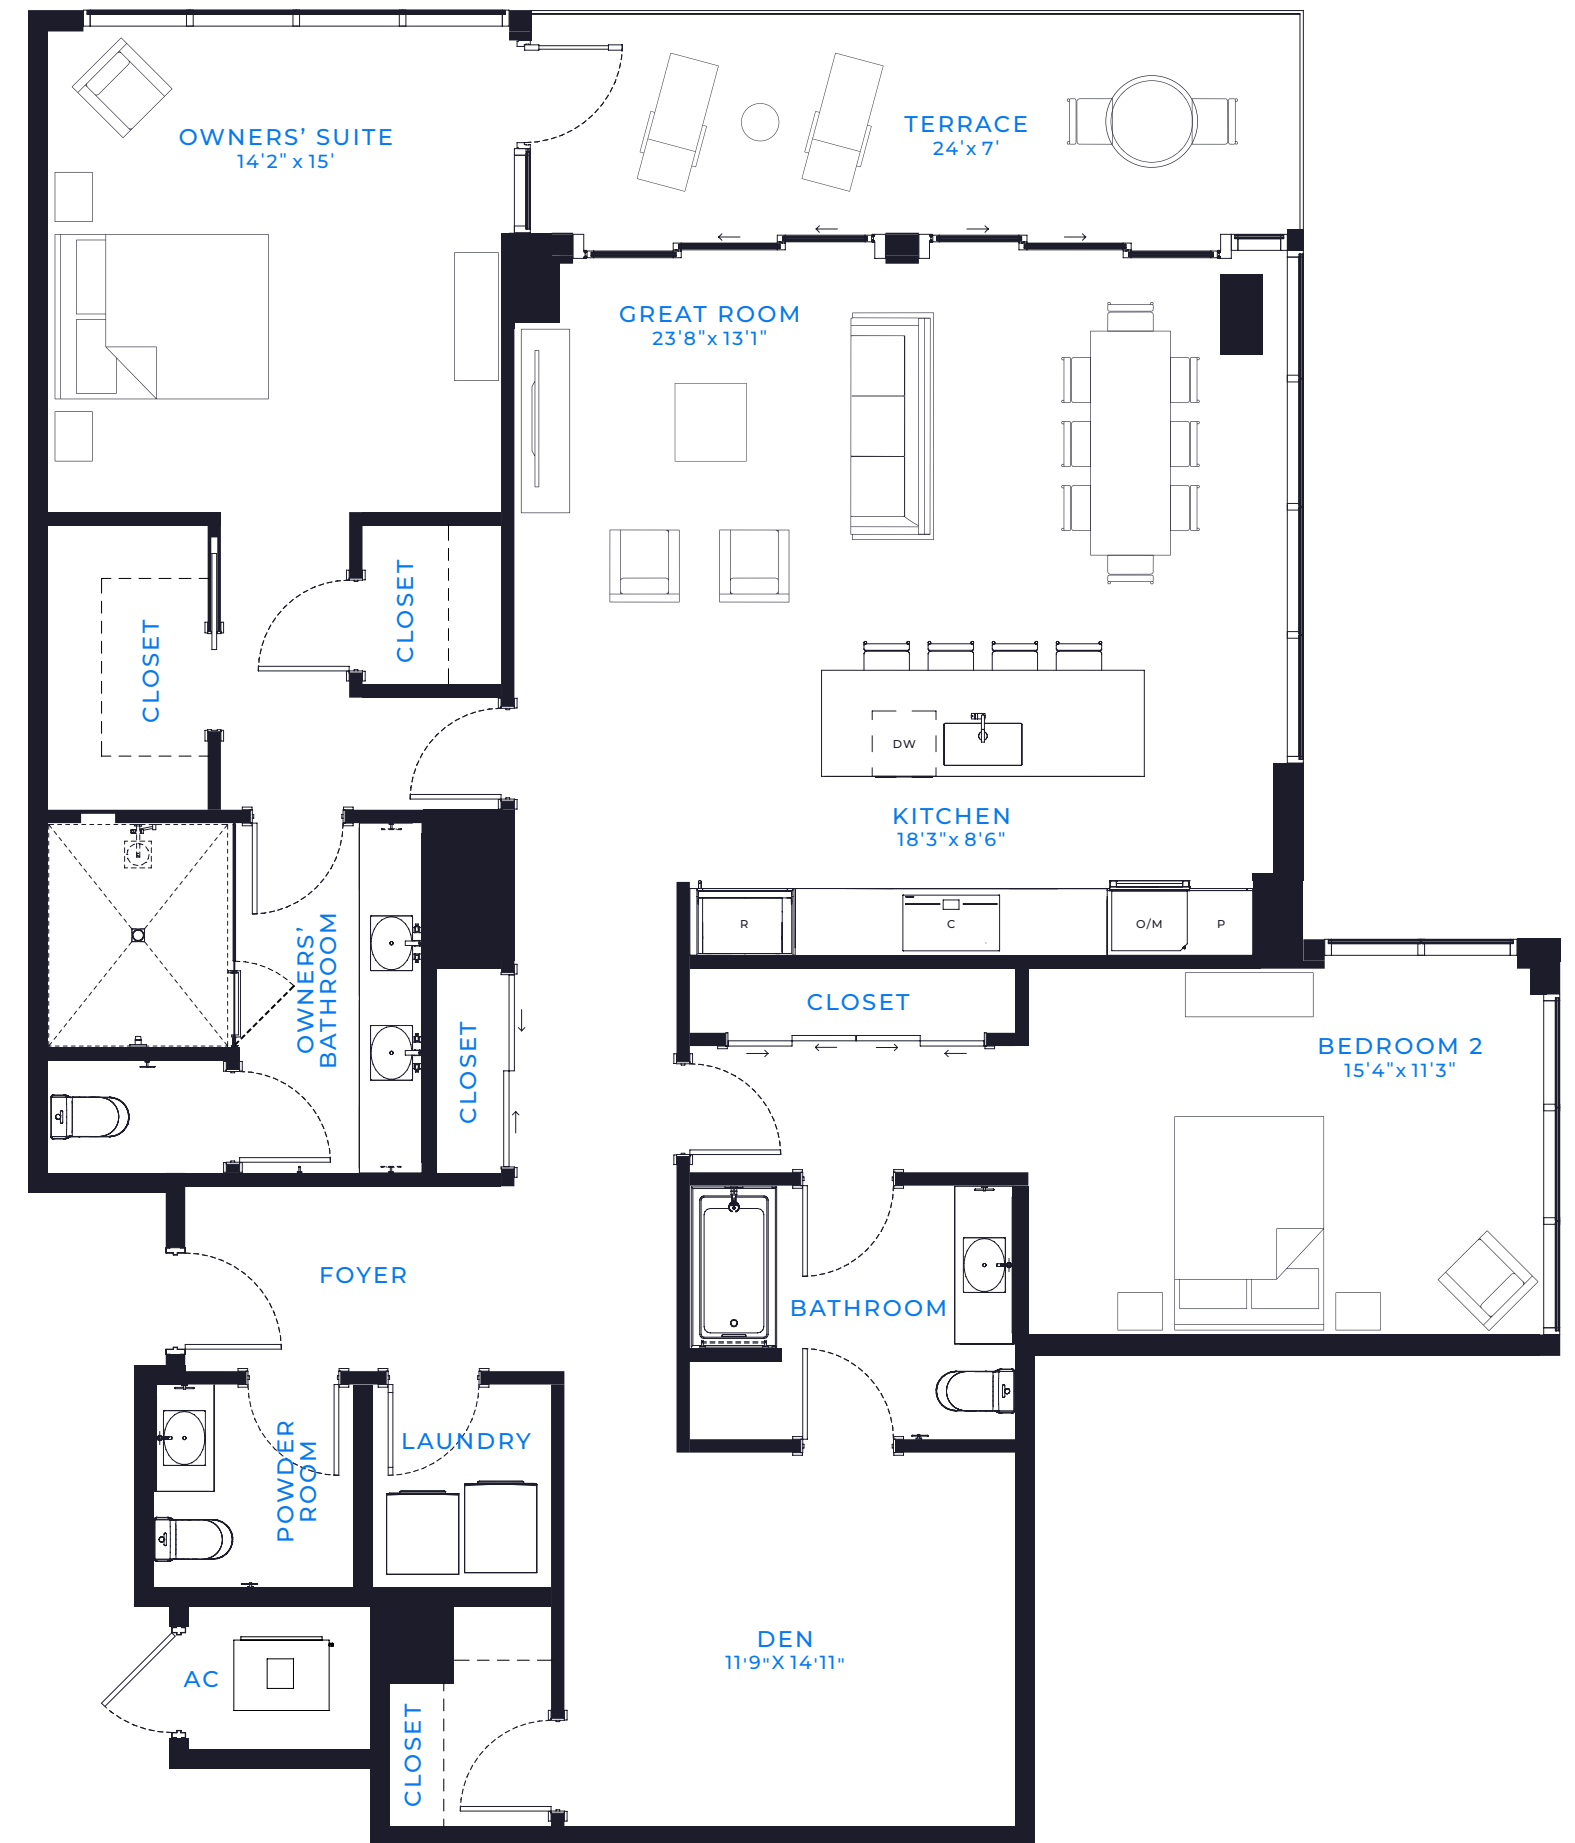 OWNERS’ SUITE
14'2" x 15'
TERRACE
24'x 7'
GREAT ROOM
23'8"x 13'1"
CLOSET
CLOSET
DW
KITCHEN
18'3"x 8'6"
R
C
O/M
P
OWNERS’
BATHROOM
CLOSET
CLOSET
BEDROOM 2
15'4"x 11'3"
FOYER
BATHROOM
POWDER
ROOM
LAUNDRY
DEN
11'9"X 14'11"
AC
CLOSET